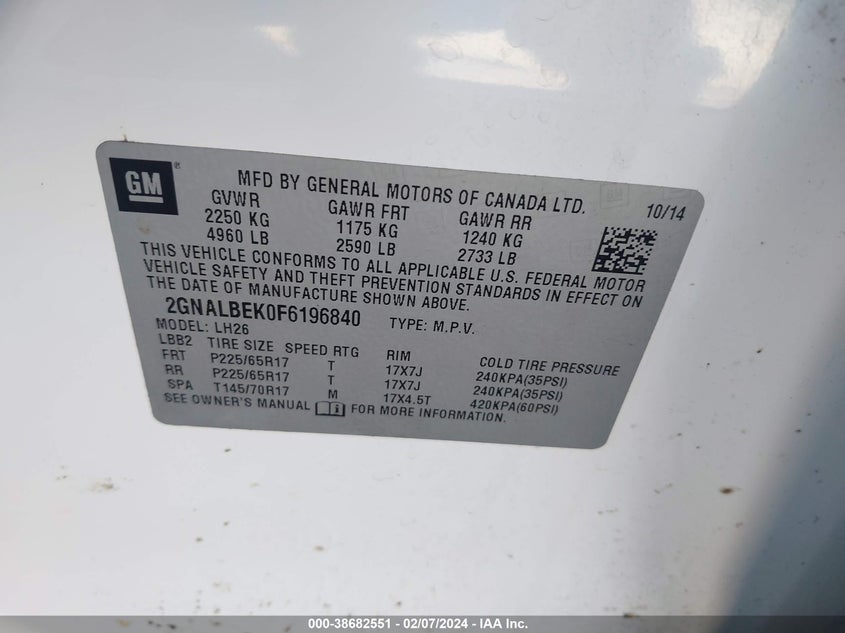 GM
MFD BY GENERAL MOTORS OF CANADA LTD.
GVWR GAWR FRT GAWR RR 10/14
2250 KG 1175 KG 1240 KG
4960 LB 2590 LB 2733 LB
THIS VEHICLE CONFORMS TO ALL APPLICABLE U.S. FEDERAL MOTOR
VEHICLE SAFETY AND THEFT PREVENTION STANDARDS IN EFFECT ON
THE DATE OF MANUFACTURE SHOWN ABOVE.
2GNALBEK0F6196840 TYPE: M.P.V.
MODEL: LH26
LBB2 TIRE SIZE SPEED RTG RIM COLD TIRE PRESSURE
FRT P225/65R17 T 17X7J 240KPA(35PSI)
RR P225/65R17 T 17X7J 240KPA(35PSI)
SPA T145/70R17 M 17X4.5T 420KPA(60PSI)
SEE OWNER'S MANUAL FOR MORE INFORMATION.
000-38682551 - 02/07/2024 - IAA Inc.